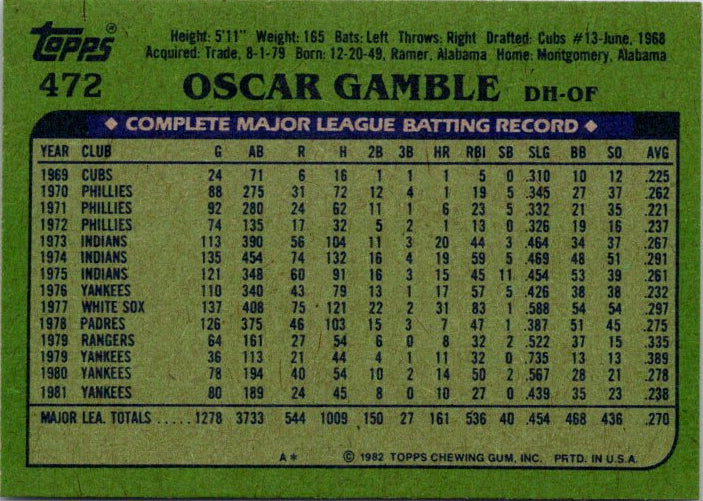 Topps®
Height: 5'11" Weight: 165 Bats: Left Throws: Right Drafted: Cubs #13-June, 1968
Acquired: Trade, 8-1-79 Born: 12-20-49, Ramer, Alabama Home: Montgomery, Alabama
472 OSCAR GAMBLE DH-OF
◆ COMPLETE MAJOR LEAGUE BATTING RECORD ◆
YEAR CLUB G AB R H 2B 3B HR RBI SB SLG BB SO AVG
1969 CUBS 24 71 6 16 1 1 1 5 0 .310 10 12 .225
1970 PHILLIES 88 275 31 72 12 4 1 19 5 .345 27 37 .262
1971 PHILLIES 92 280 24 62 11 1 6 23 5 .332 21 35 .221
1972 PHILLIES 74 135 17 32 5 2 1 13 0 .326 19 16 .237
1973 INDIANS 113 390 56 104 11 3 20 44 3 .464 34 37 .267
1974 INDIANS 135 454 74 132 16 4 19 59 5 .469 48 51 .291
1975 INDIANS 121 348 60 91 16 3 15 45 11 .454 53 39 .261
1976 YANKEES 110 340 43 79 13 1 17 57 5 .426 38 38 .232
1977 WHITE SOX 137 408 75 121 22 2 31 83 1 .588 54 54 .297
1978 PADRES 126 375 46 103 15 3 7 47 1 .387 51 45 .275
1979 RANGERS 64 161 27 54 6 0 8 32 2 .522 37 15 .335
1979 YANKEES 36 113 21 44 4 1 11 32 0 .735 13 13 .389
1980 YANKEES 78 194 40 54 10 2 14 50 2 .567 28 21 .278
1981 YANKEES 80 189 24 45 8 0 10 27 0 .439 35 23 .238
MAJOR LEA. TOTALS ..... 1278 3733 544 1009 150 27 161 536 40 .454 468 436 .270
A* © 1982 TOPPS CHEWING GUM, INC. PRTD. IN U.S.A.